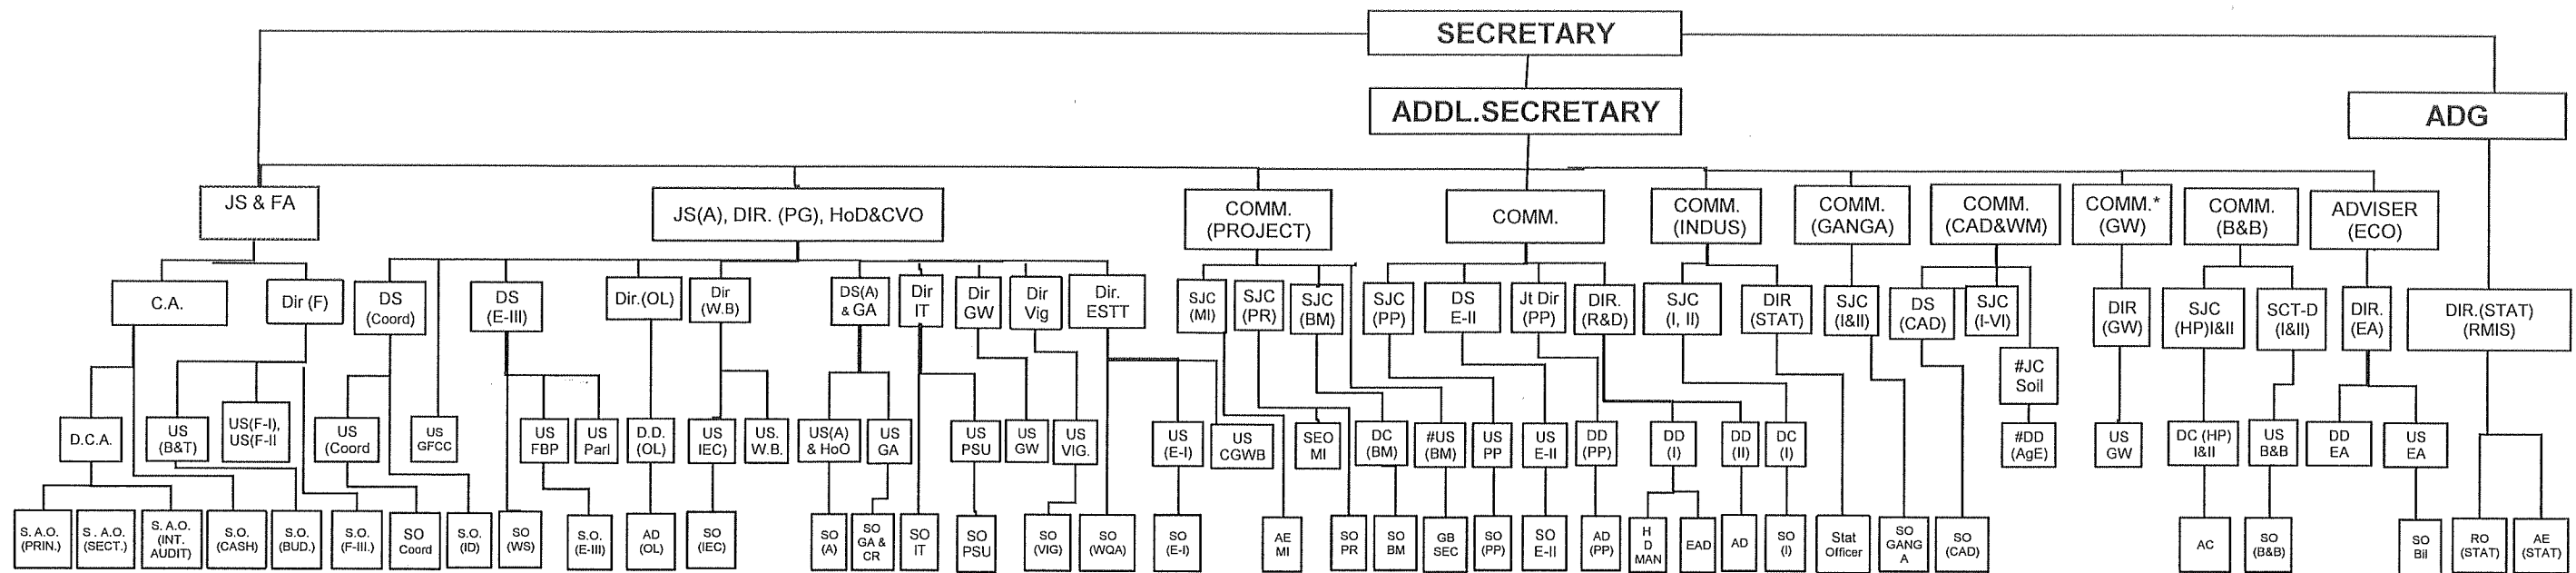 SECRETARY
ADDL.SECRETARY
ADG
JS & FA
JS(A), DIR. (PG), HoD&CVO
COMM.
(PROJECT)
COMM.
COMM.
(INDUS)
COMM.
(GANGA)
COMM.
(CAD&WM)
COMM.*
(GW)
COMM.
(B&B)
ADVISER
(ECO)
C.A.
Dir (F)
DS
(Coord)
DS
(E-III)
Dir.(OL)
Dir
(W.B)
DS(A)
& GA
Dir
IT
Dir
GW
Dir
Vig
Dir.
ESTT
SJC
(MI)
SJC
(PR)
SJC
(BM)
SJC
(PP)
DS
E-II
Jt Dir
(PP)
DIR.
(R&D)
SJC
(I, II)
DIR
(STAT)
SJC
(I&II)
DS
(CAD)
SJC
(I-VI)
DIR
(GW)
SJC
(HP)I&II
SCT-D
(I&II)
DIR.
(EA)
DIR.(STAT)
(RMIS)
#JC
Soil
D.C.A.
US
(B&T)
US(F-I),
US(F-II
US
(Coord
US
GFCC
US
FBP
US
Parl
D.D.
(OL)
US
IEC)
US.
W.B.
US(A)
& HoO
US
GA
US
PSU
US
GW
US
VIG.
US
(E-I)
US
CGWB
SEO
MI
DC
(BM)
#US
(BM)
US
PP
US
E-II
DD
(PP)
DD
(I)
DD
(II)
DC
(I)
#DD
(AgE)
US
GW
DC (HP)
I&II
US
B&B
DD
EA
US
EA
S. A.O.
(PRIN.)
S . A.O.
(SECT.)
S. A.O.
(INT.
AUDIT)
S.O.
(CASH)
S.O.
(BUD.)
S.O.
(F-III.)
SO
Coord
S.O.
(ID)
SO
(WS)
S.O.
(E-III)
AD
(OL)
SO
(IEC)
SO
(A)
SO
GA &
CR
SO
IT
SO
PSU
SO
(VIG)
SO
(WQA)
SO
(E-I)
AE
MI
SO
PR
SO
BM
GB
SEC
SO
(PP)
SO
E-II
AD
(PP)
H
D
MAN
EAD
AD
SO
(I)
Stat
Officer
SO
GANG
A
SO
(CAD)
AC
SO
(B&B)
SO
Bil
RO
(STAT)
AE
(STAT)